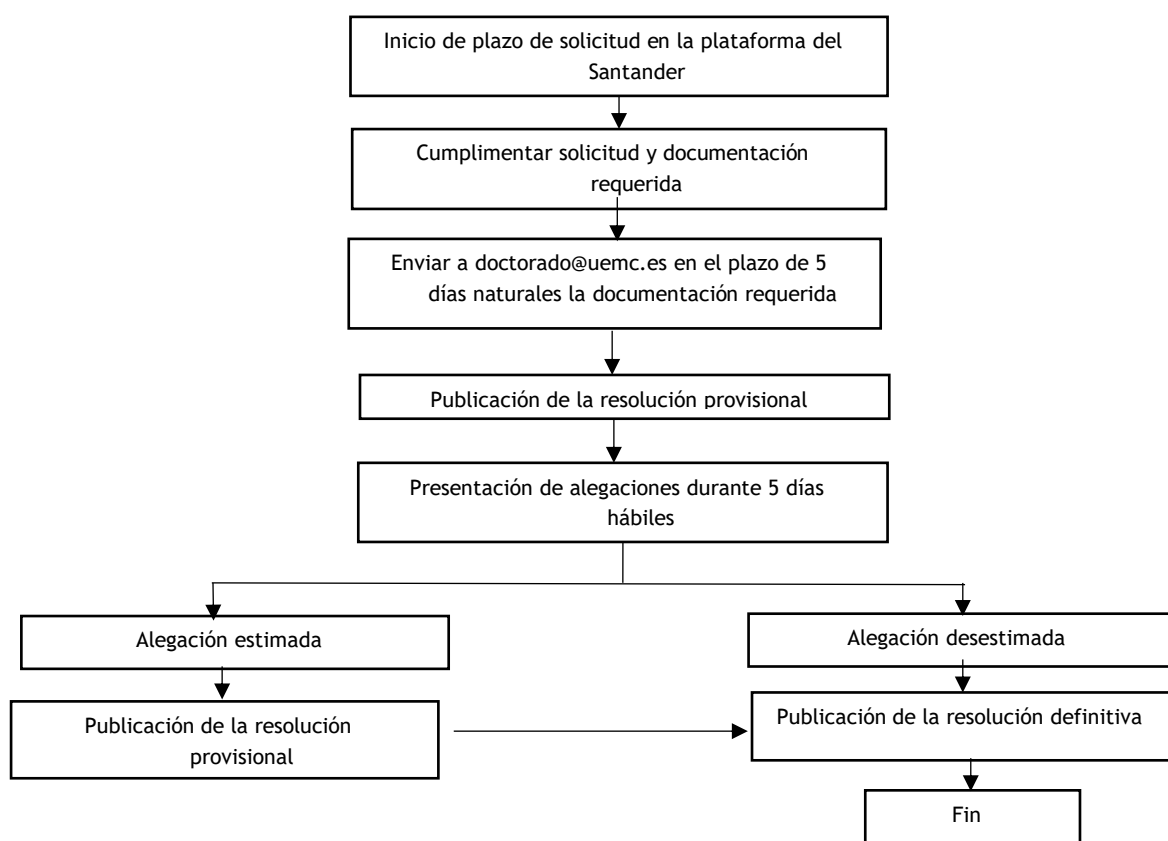 Inicio de plazo de solicitud en la plataforma del
Santander
Cumplimentar solicitud y documentación
requerida
Enviar a doctorado@uemc.es en el plazo de 5
días naturales la documentación requerida
Publicación de la resolución provisional
Presentación de alegaciones durante 5 días
hábiles
Alegación estimada
Alegación desestimada
Publicación de la resolución
provisional
Publicación de la resolución definitiva
Fin